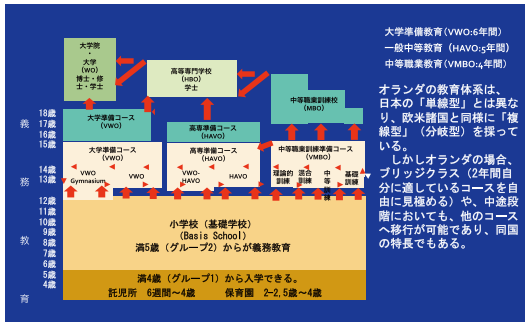 大学準備教育(VWO:6年間)
一般中等教育(HAVO:5年間)
中等職業教育(VMBO:4年間)
オランダの教育体系は、
日本の「単線型」とは異な
り、欧米諸国と同様に「複
線型」(分岐型)を採って
いる。
しかしオランダの場合、
ブリッジクラス(2年間自
分に適しているコースを自
由に見極める)や、中途段
階においても、他のコース
へ移行が可能であり、同国
の特長でもある。
大学院
・
大学
(WO)
博士・修
士・学士
高等専門学校
(HBO)
学士
中等職業訓練校
(MBO)
大学準備コース
(VWO)
高等準備コース
(HAVO)
大学準備コース
(VWO)
高等準備コース
(HAVO)
中等職業訓練準備コース
(VMBO)
VWO
Gymnasium
VWO
VWO-
HAVO
HAVO
理論的
訓練
混合
訓練
中
等
訓練
基礎
訓練
義
務
教
育
18歳
17歳
16歳
15歳
14歳
13歳
12歳
11歳
10歳
9歳
8歳
7歳
6歳
5歳
4歳
小学校(基礎学校)
(Basis School)
満5歳(グループ2)からが義務教育
満4歳(グループ1)から入学できる。
託児所 6週間~4歳 保育園 2-2,5歳~4歳